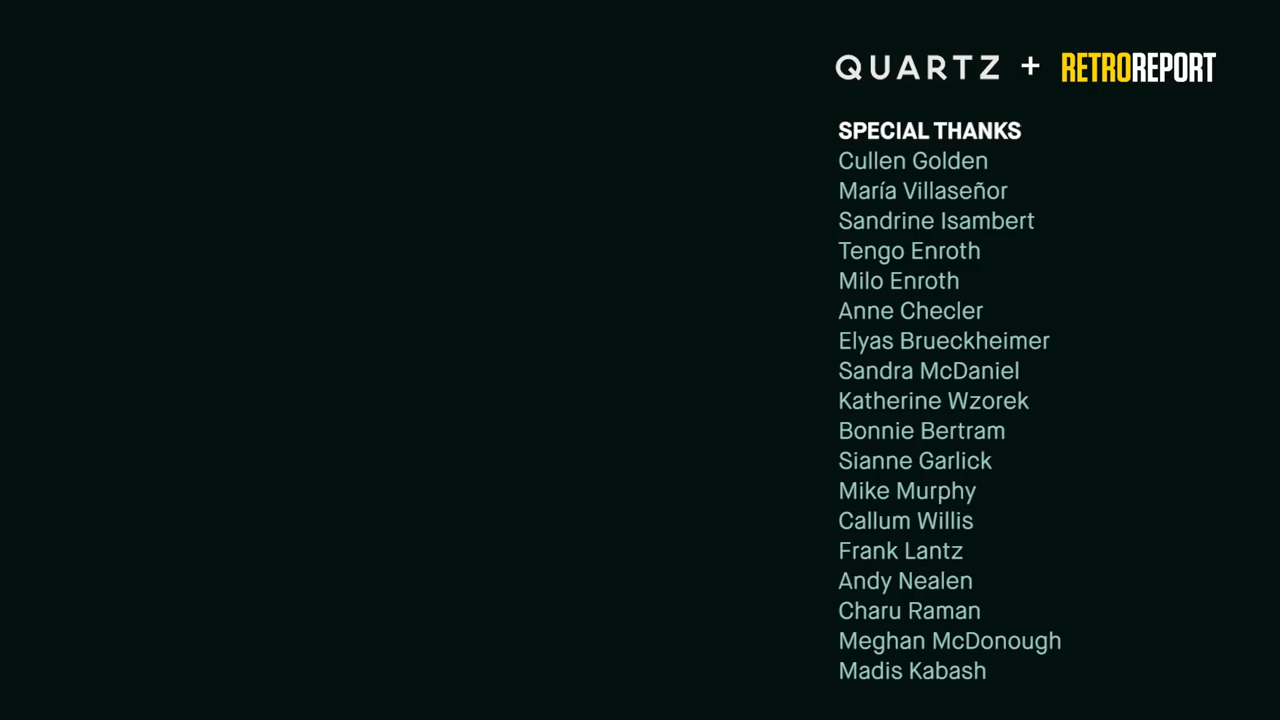 QUARTZ + RETROREPORT
SPECIAL THANKS
Cullen Golden
María Villaseñor
Sandrine Isambert
Tengo Enroth
Milo Enroth
Anne Checler
Elyas Brueckheimer
Sandra McDaniel
Katherine Wzorek
Bonnie Bertram
Sianne Garlick
Mike Murphy
Callum Willis
Frank Lantz
Andy Nealen
Charu Raman
Meghan McDonough
Madis Kabash